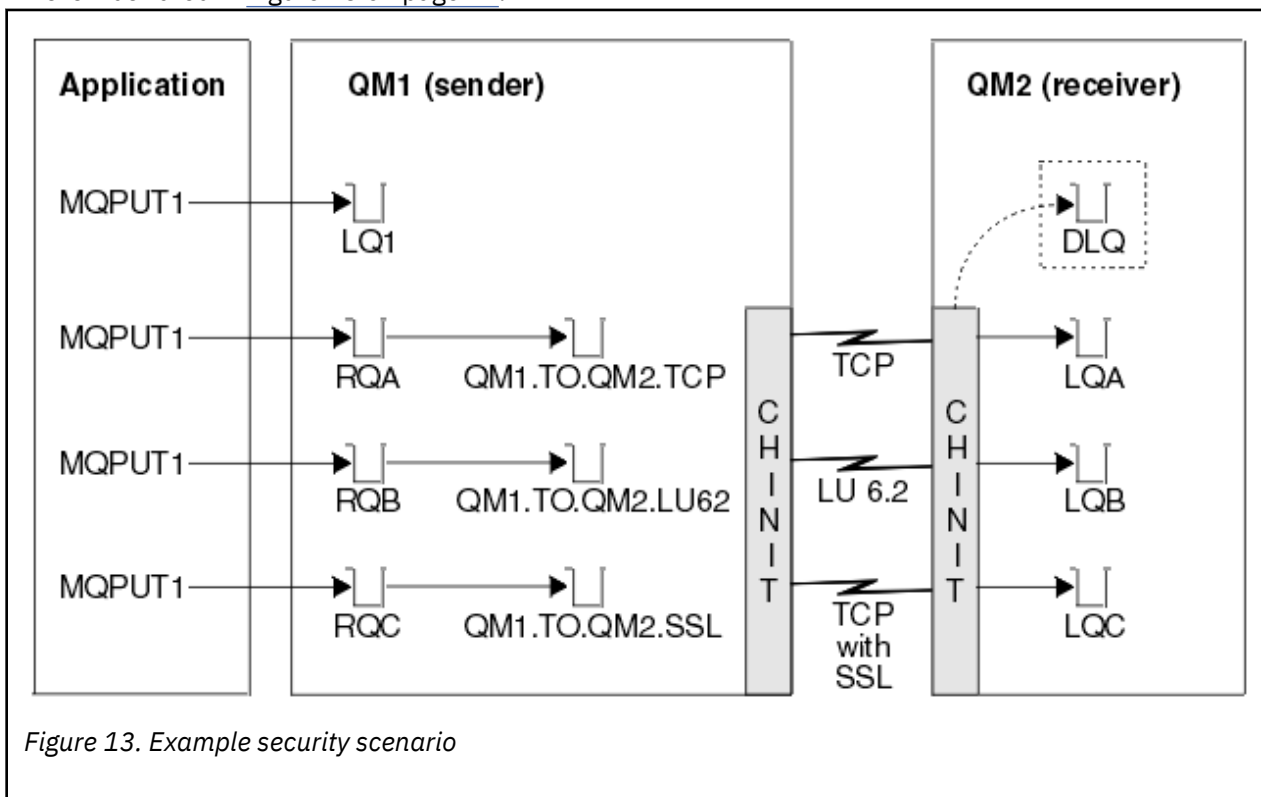 Application
QM1 (sender)
QM2 (receiver)
MQPUT1
LQ1
DLQ
MQPUT1
RQA
QM1.TO.QM2.TCP
TCP
LQA
MQPUT1
RQB
QM1.TO.QM2.LU62
LU 6.2
LQB
MQPUT1
RQC
QM1.TO.QM2.SSL
TCP
with
SSL
LQC
C
H
I
N
I
T
C
H
I
N
I
T
Figure 13. Example security scenario